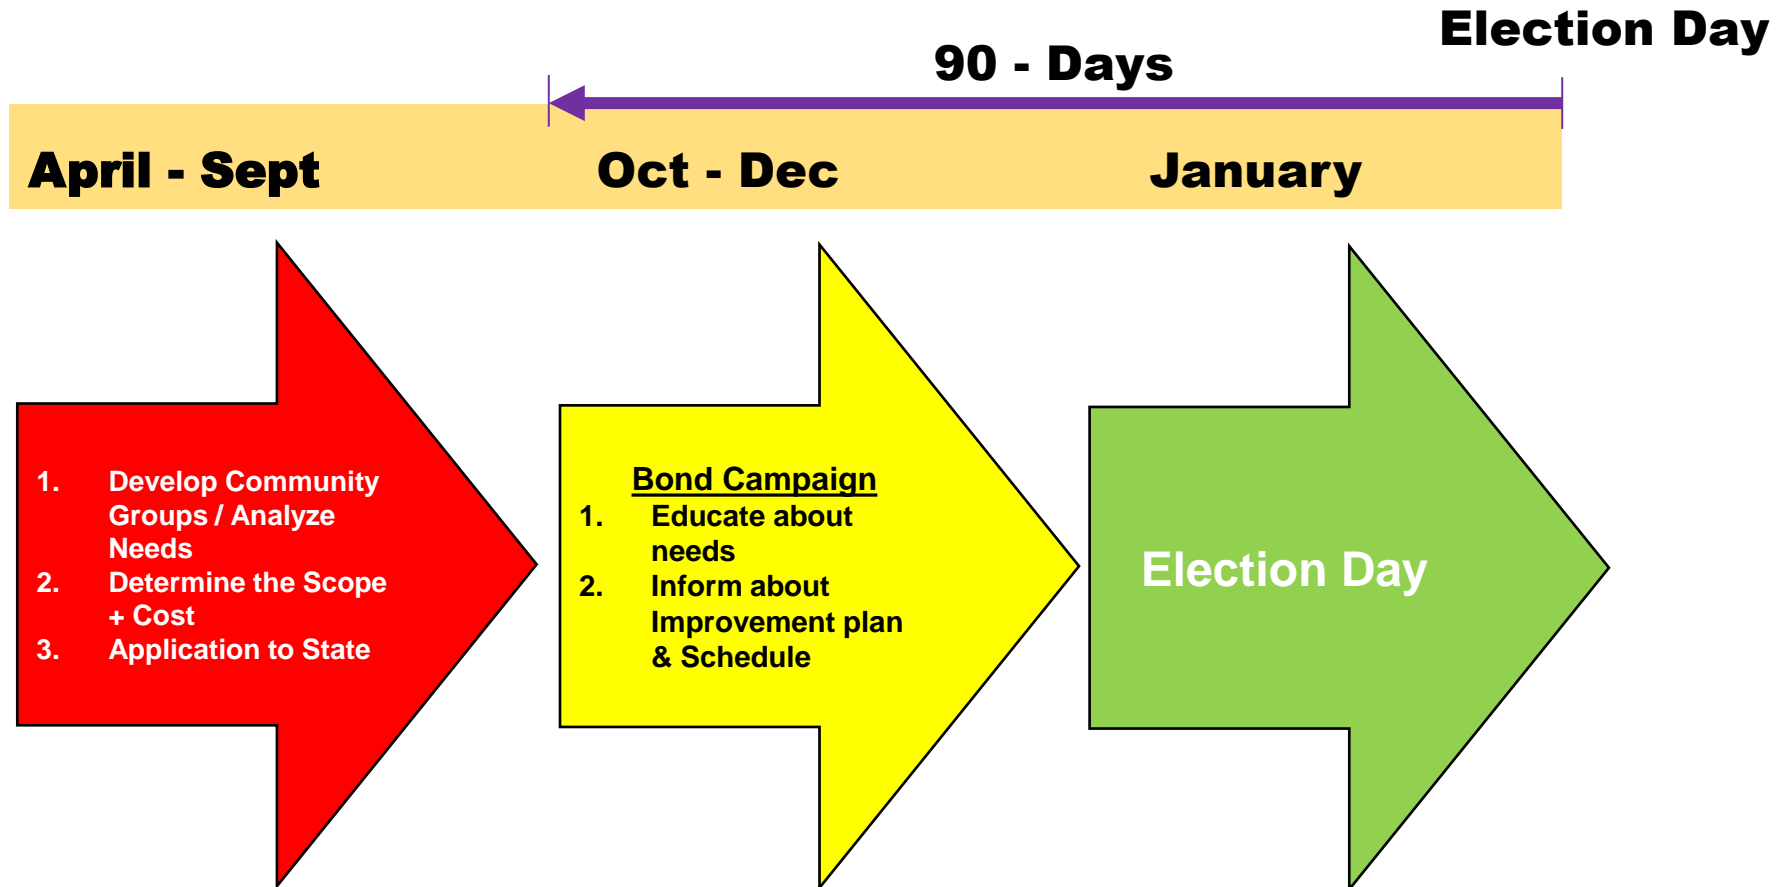 Election Day
90 - Days
April - Sept
Oct - Dec
January
1. Develop Community
Groups / Analyze
Needs
2. Determine the Scope
+ Cost
3. Application to State
Bond Campaign
1. Educate about
needs
2. Inform about
Improvement plan
& Schedule
Election Day